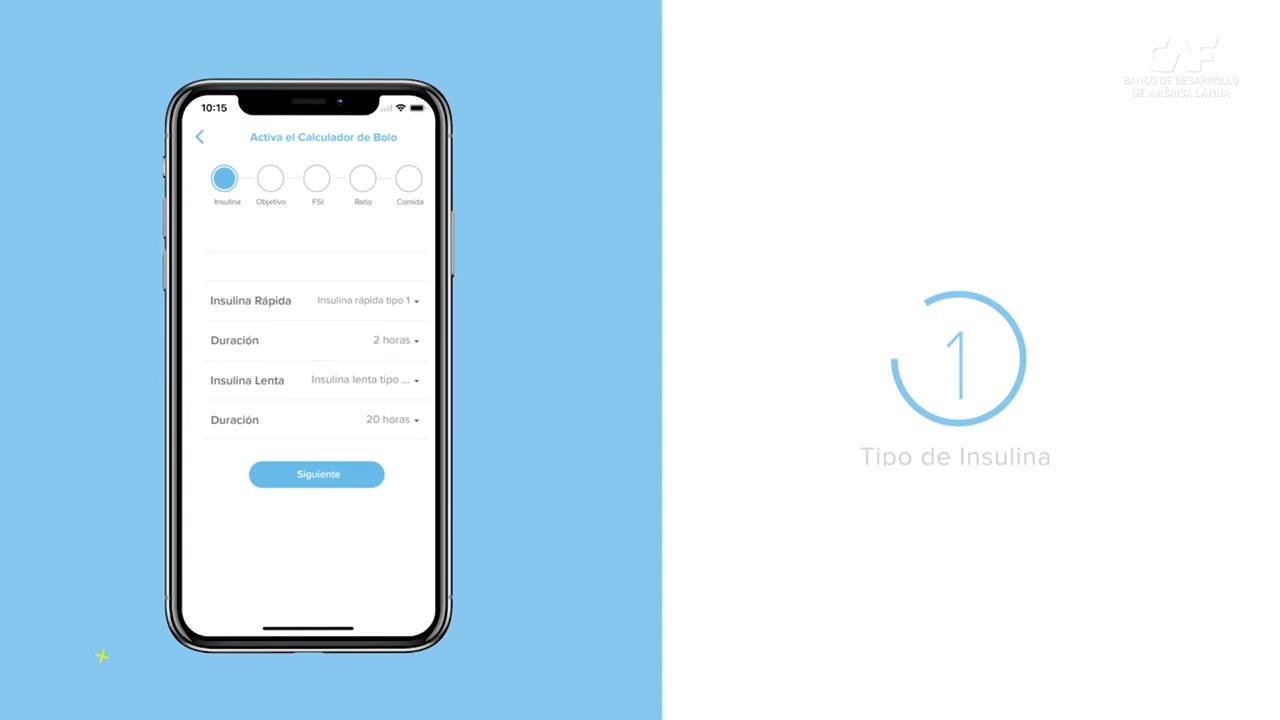 10:15
Activa el Calculador de Bolo
Insulina
Objetivo
FSI
Ratio
Comida
Insulina Rápida
Insulina rápida tipo 1
Duración
2 horas
Insulina Lenta
Insulina lenta tipo ...
Duración
20 horas
Siguiente
1
Tipo de Insulina
CAF
BANCO DE DESARROLLO
DE AMÉRICA LATINA